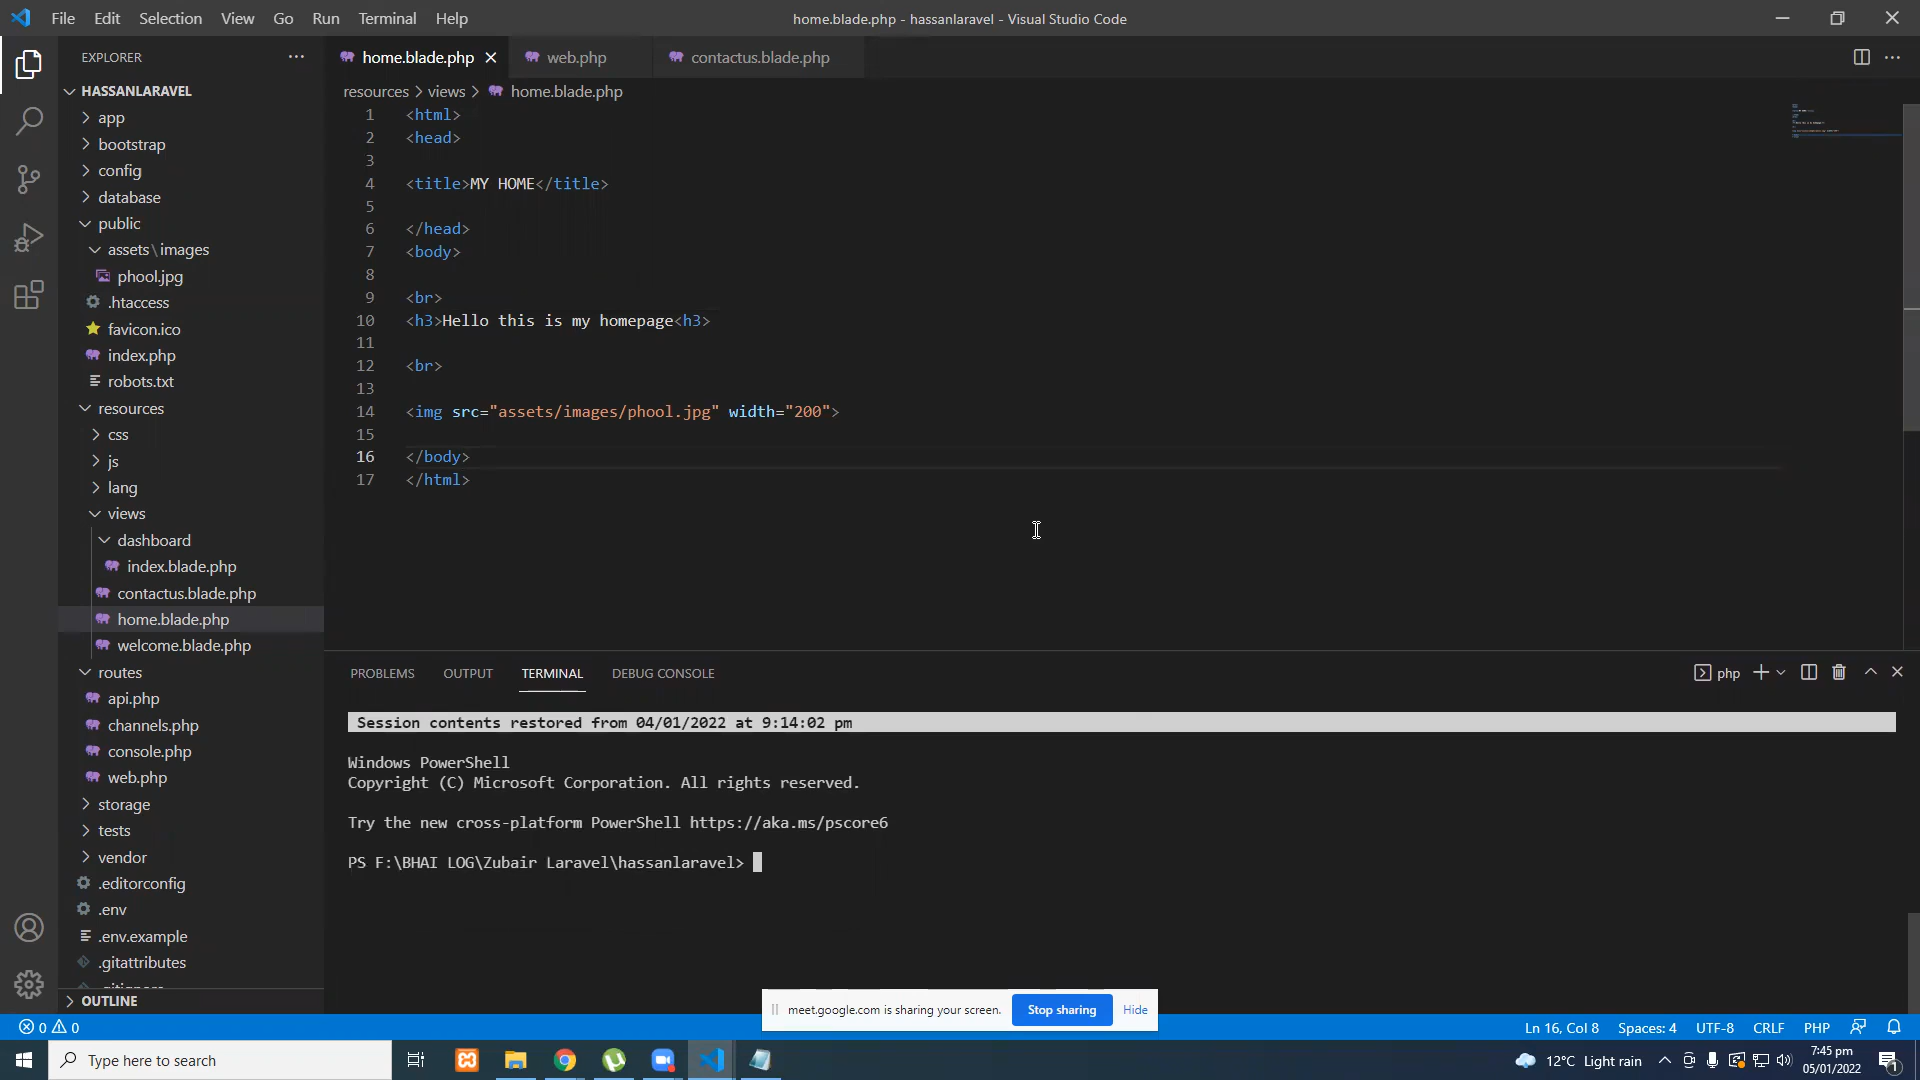 File Edit Selection View Go Run Terminal Help
home.blade.php - hassanlaravel - Visual Studio Code
EXPLORER
HASSANLARAVEL
app
bootstrap
config
database
public
assets\images
phool.jpg
.htaccess
favicon.ico
index.php
robots.txt
resources
css
js
lang
views
dashboard
index.blade.php
contactus.blade.php
home.blade.php
welcome.blade.php
routes
api.php
channels.php
console.php
web.php
storage
tests
vendor
.editorconfig
.env
.env.example
.gitattributes
OUTLINE
home.blade.php web.php contactus.blade.php
resources > views > home.blade.php
1 <html>
2 <head>
3
4 <title>MY HOME</title>
5
6 </head>
7 <body>
8
9 <br>
10 <h3>Hello this is my homepage<h3>
11
12 <br>
13
14 <img src="assets/images/phool.jpg" width="200">
15
16 </body>
17 </html>
PROBLEMS OUTPUT TERMINAL DEBUG CONSOLE
php
Session contents restored from 04/01/2022 at 9:14:02 pm
Windows PowerShell
Copyright (C) Microsoft Corporation. All rights reserved.
Try the new cross-platform PowerShell https://aka.ms/pscore6
PS F:\BHAI LOG\Zubair Laravel\hassanlaravel>
meet.google.com is sharing your screen. Stop sharing Hide
0 0
Ln 16, Col 8 Spaces: 4 UTF-8 CRLF PHP
Type here to search
12°C Light rain
7:45 pm
05/01/2022
1